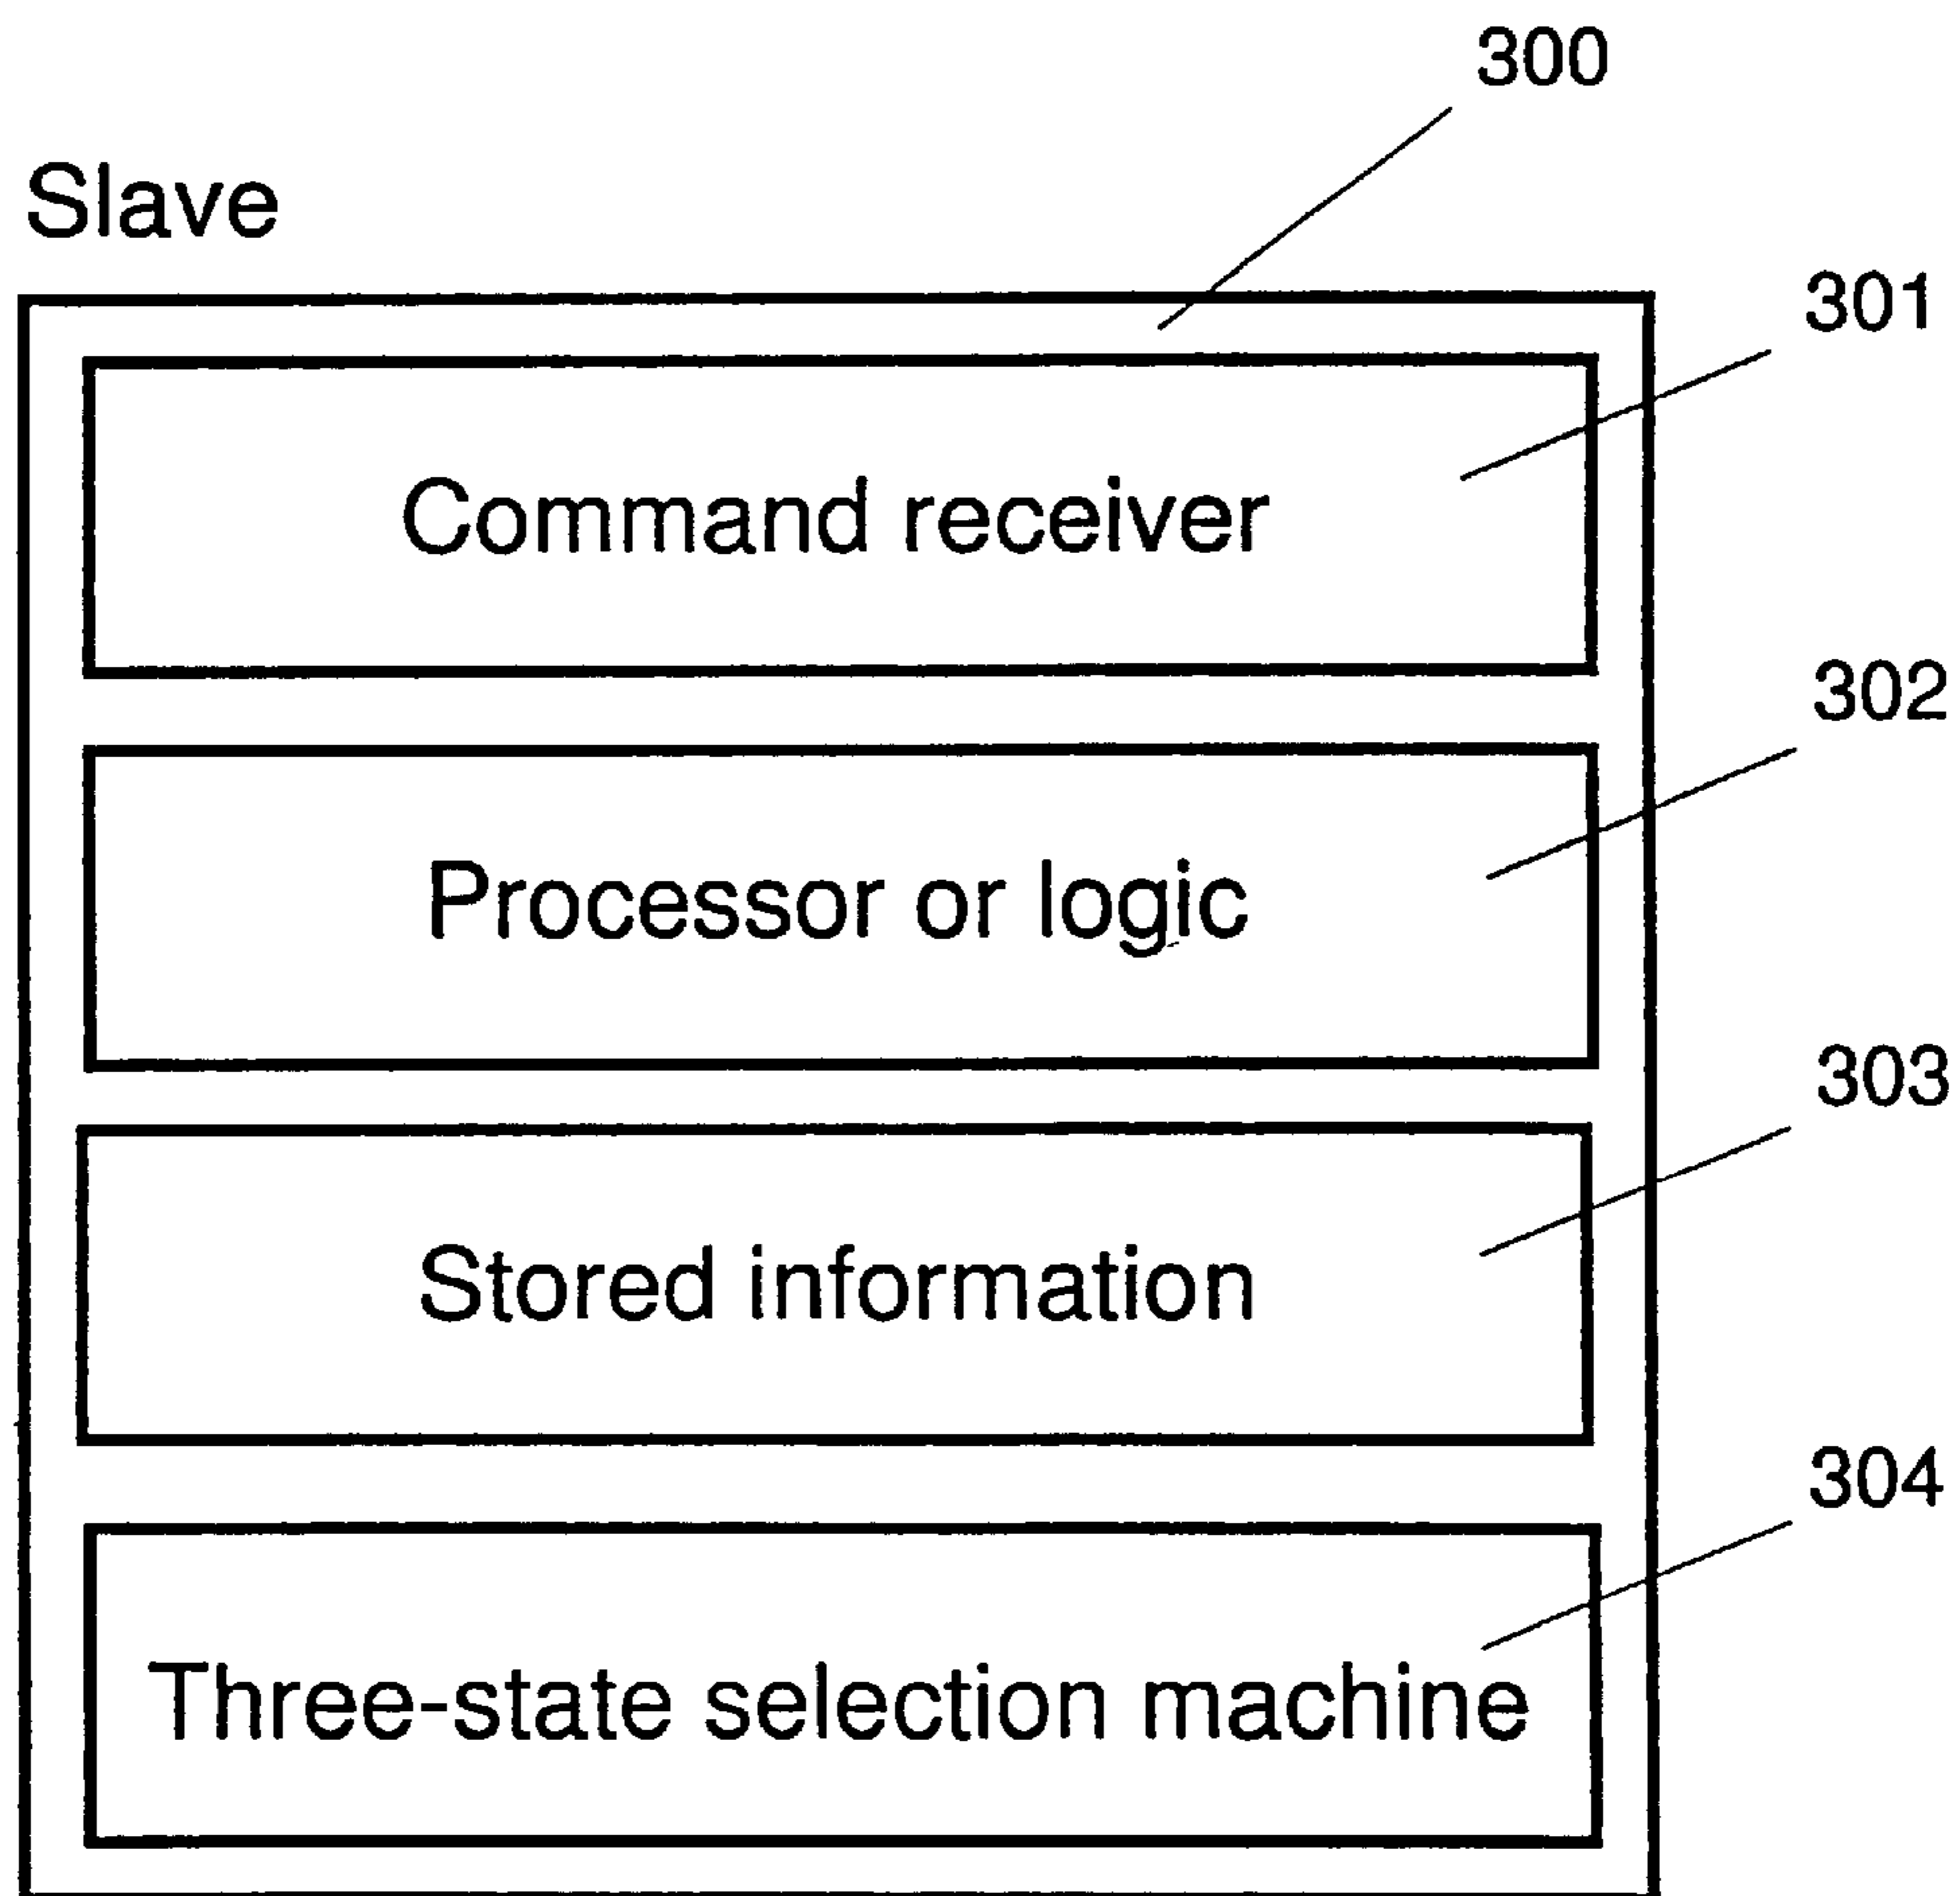 300
Slave
301
Command receiver
302
Processor or logic
303
Stored information
304
Three-state selection machine